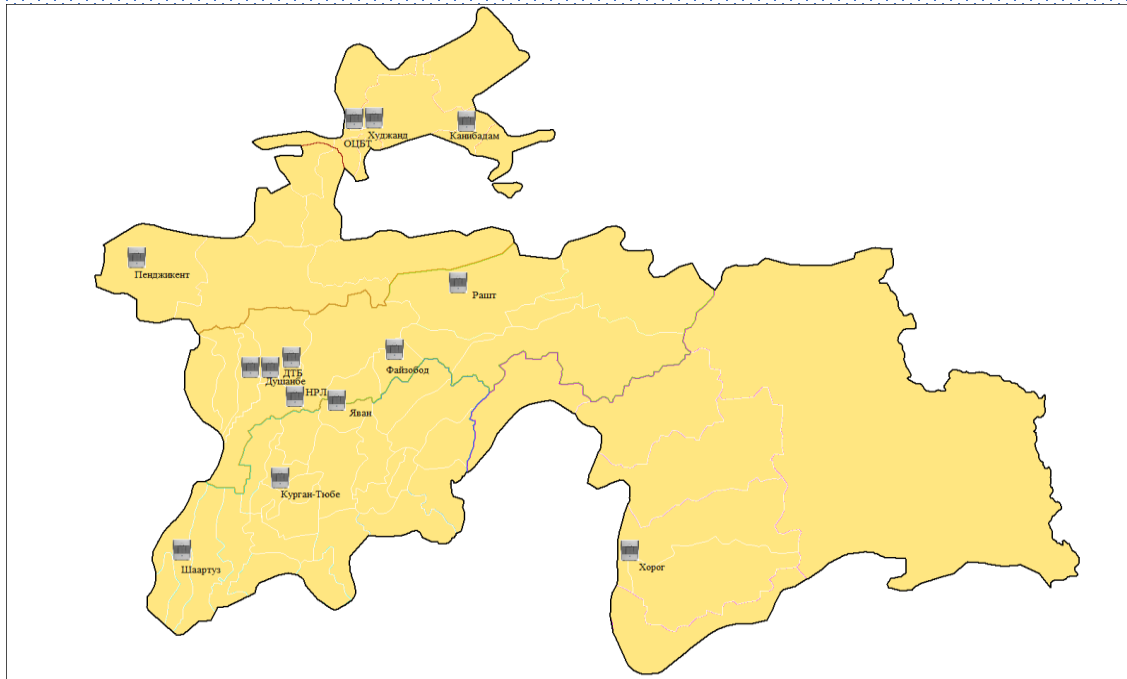 Худжанд
Канибадам
ОЦБТ
Пенджикент
Рашт
Файзобод
ДТБ
Душанбе
НРЛ
Яван
Курган-Тюбе
Хорог
Шаартуз